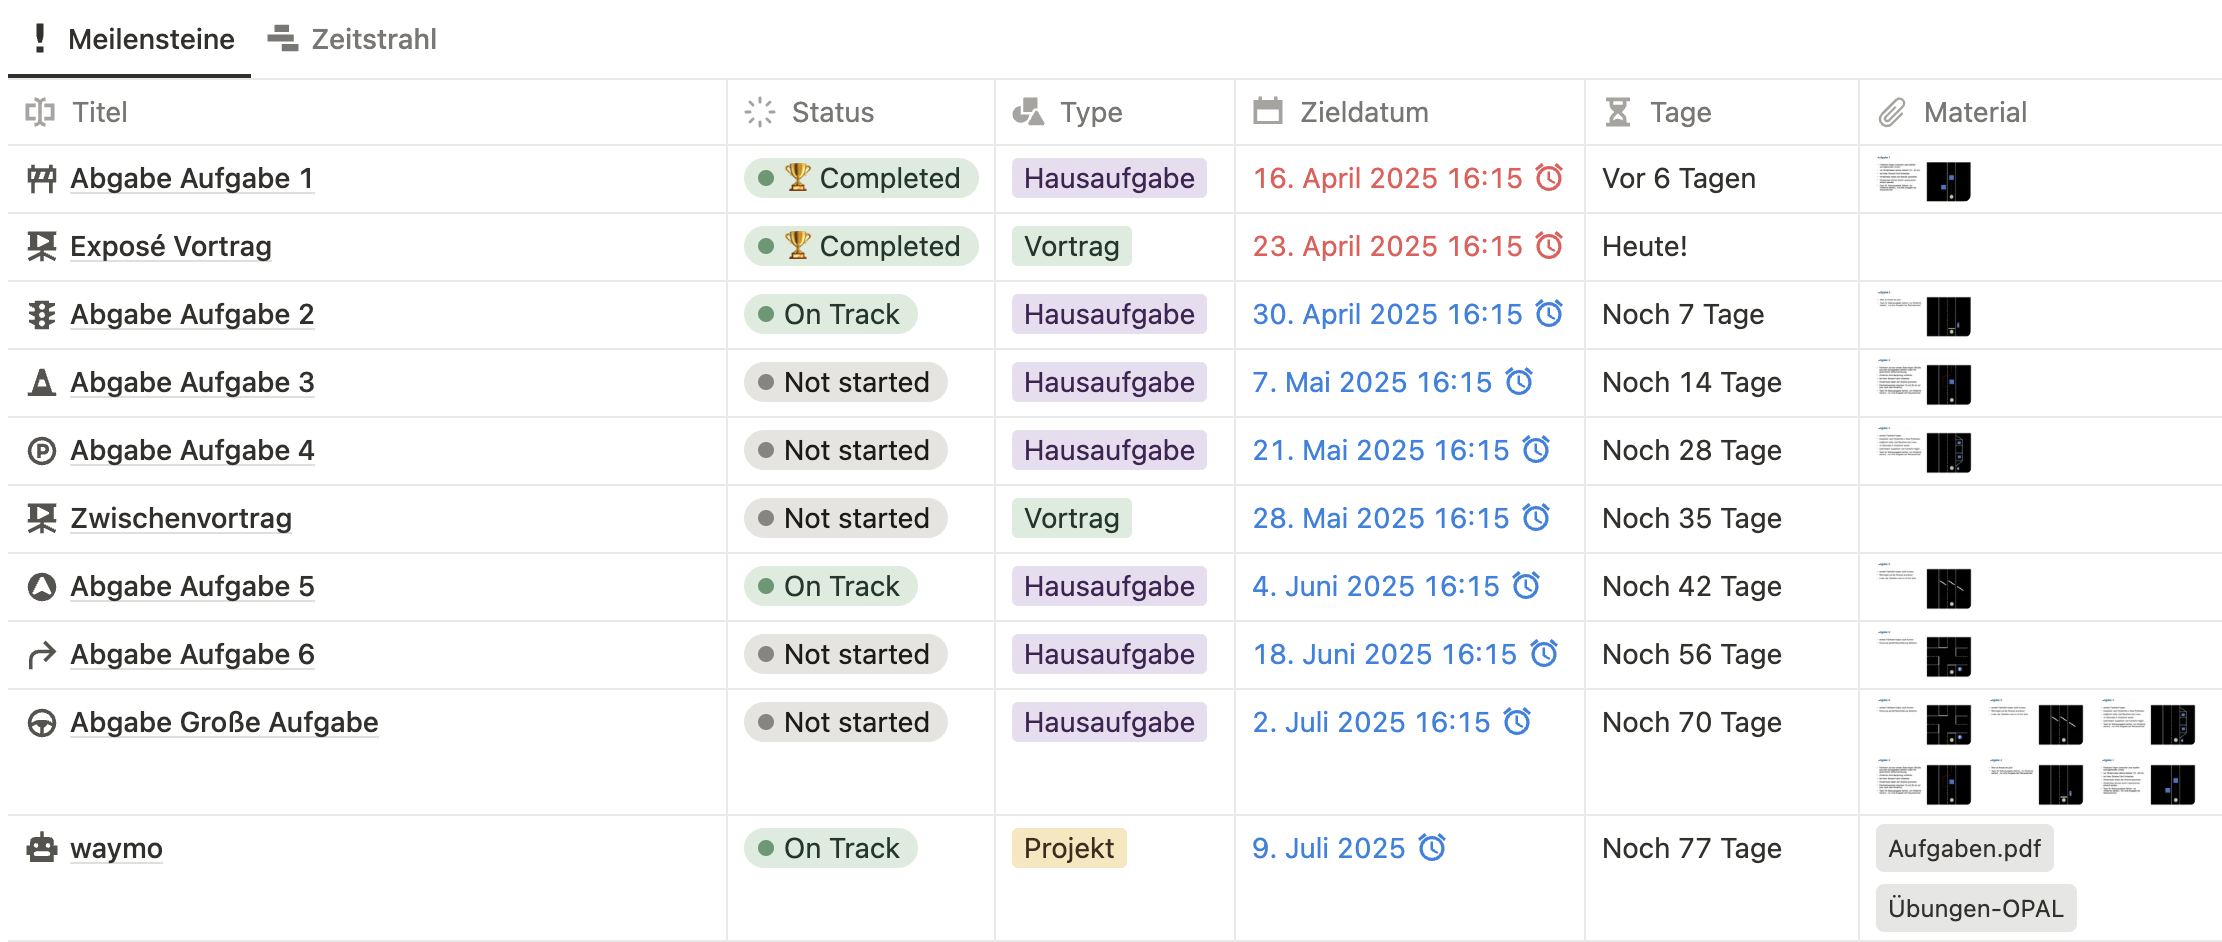 Meilensteine Zeitstrahl
Titel Status Type Zieldatum Tage Material
Abgabe Aufgabe 1 🏆 Completed Hausaufgabe 16. April 2025 16:15 Vor 6 Tagen
Exposé Vortrag 🏆 Completed Vortrag 23. April 2025 16:15 Heute!
Abgabe Aufgabe 2 On Track Hausaufgabe 30. April 2025 16:15 Noch 7 Tage
Abgabe Aufgabe 3 Not started Hausaufgabe 7. Mai 2025 16:15 Noch 14 Tage
Abgabe Aufgabe 4 Not started Hausaufgabe 21. Mai 2025 16:15 Noch 28 Tage
Zwischenvortrag Not started Vortrag 28. Mai 2025 16:15 Noch 35 Tage
Abgabe Aufgabe 5 On Track Hausaufgabe 4. Juni 2025 16:15 Noch 42 Tage
Abgabe Aufgabe 6 Not started Hausaufgabe 18. Juni 2025 16:15 Noch 56 Tage
Abgabe Große Aufgabe Not started Hausaufgabe 2. Juli 2025 16:15 Noch 70 Tage
waymo On Track Projekt 9. Juli 2025 Noch 77 Tage Aufgaben.pdf
Übungen-OPAL